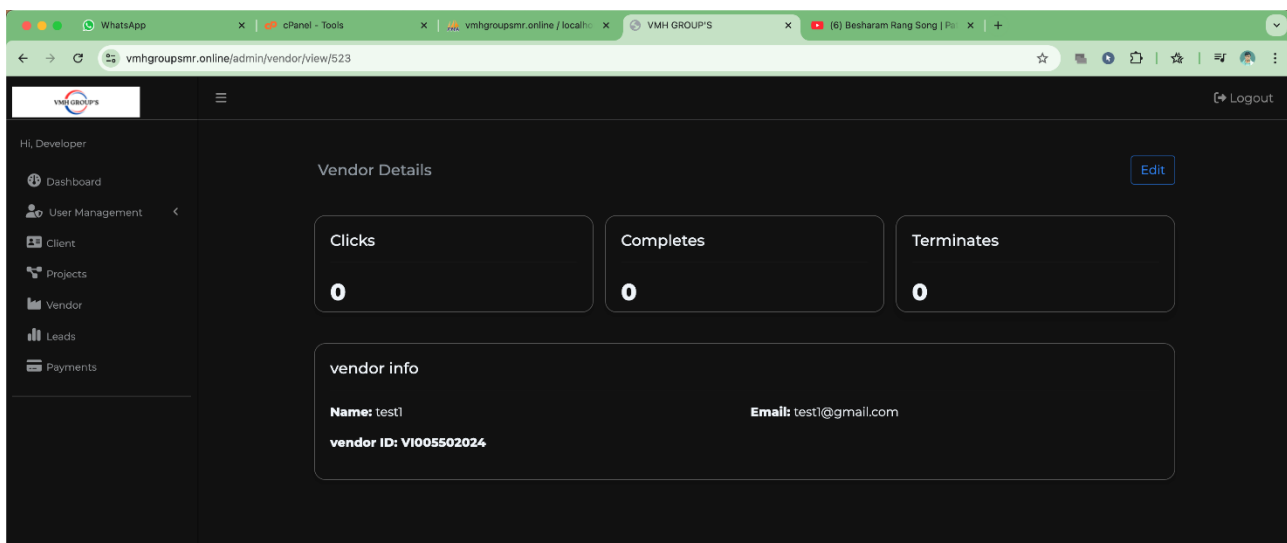 WhatsApp
cPanel - Tools
vmhgroupsmr.online / localho
VMH GROUP'S
(6) Besharam Rang Song | Pat
vmhgroupsmr.online/admin/vendor/view/523
VMH GROUP'S
Logout
Hi, Developer
Dashboard
User Management
Client
Projects
Vendor
Leads
Payments
Vendor Details
Edit
Clicks
Completes
Terminates
0
0
0
vendor info
Name: test1
Email: test1@gmail.com
vendor ID: VI005502024